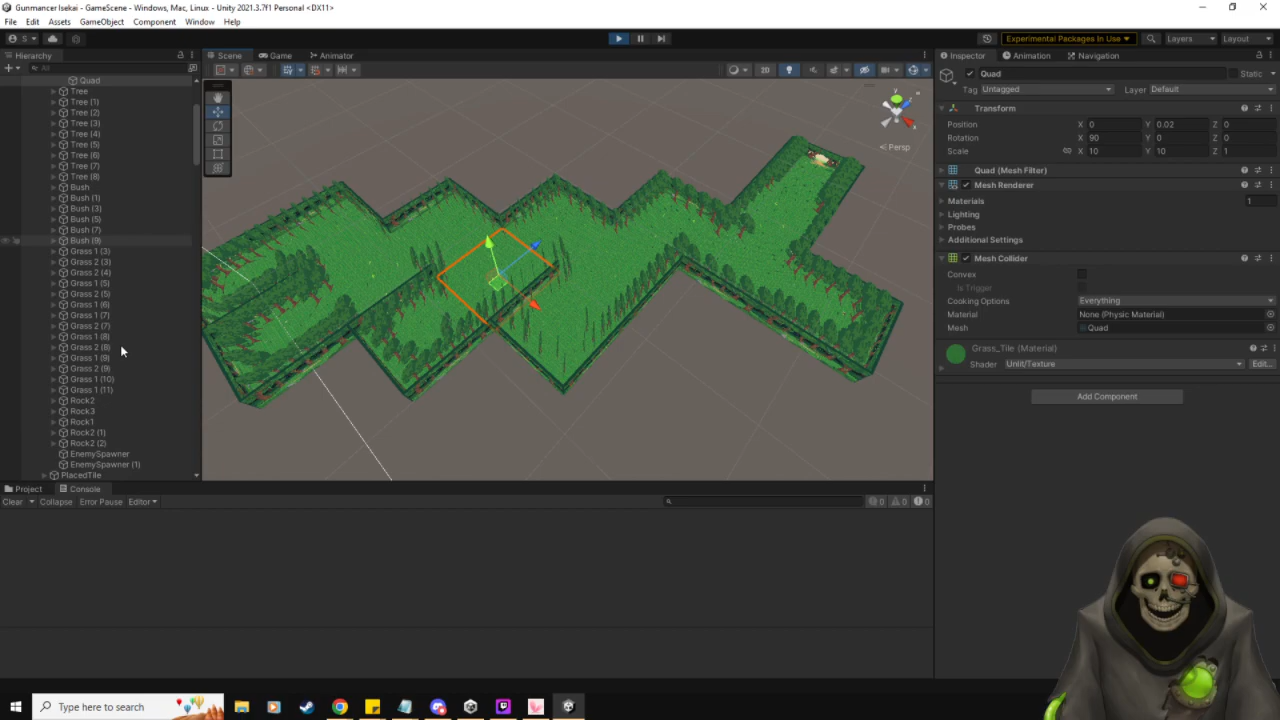 Gunmancer Isekai - GameScene - Windows, Mac, Linux - Unity 2021.3.7f1 Personal <DX11>
File Edit Assets GameObject Component Window Help
S
Experimental Packages In Use
Layers
Layout
Hierarchy
All
Quad
Tree
Tree (1)
Tree (2)
Tree (3)
Tree (4)
Tree (5)
Tree (6)
Tree (7)
Tree (8)
Bush
Bush (1)
Bush (3)
Bush (5)
Bush (7)
Bush (9)
Grass 1 (3)
Grass 2 (3)
Grass 2 (4)
Grass 1 (5)
Grass 2 (5)
Grass 1 (6)
Grass 1 (7)
Grass 2 (7)
Grass 1 (8)
Grass 2 (8)
Grass 1 (9)
Grass 2 (9)
Grass 1 (10)
Grass 1 (11)
Rock2
Rock3
Rock1
Rock2 (1)
Rock2 (2)
EnemySpawner
EnemySpawner (1)
PlacedTile
Scene Game Animator
2D
y
x
< Persp
Inspector Animation Navigation
Quad Static
Tag Untagged Layer Default
Transform
Position X 0 Y 0.02 Z 0
Rotation X 90 Y 0 Z 0
Scale X 10 Y 10 Z 1
Quad (Mesh Filter)
Mesh Renderer
Materials 1
Lighting
Probes
Additional Settings
Mesh Collider
Convex
Is Trigger
Cooking Options Everything
Material None (Physic Material)
Mesh Quad
Grass_Tile (Material)
Shader Unlit/Texture Edit...
Add Component
Project Console
Clear Collapse Error Pause Editor
0 0 0
Type here to search